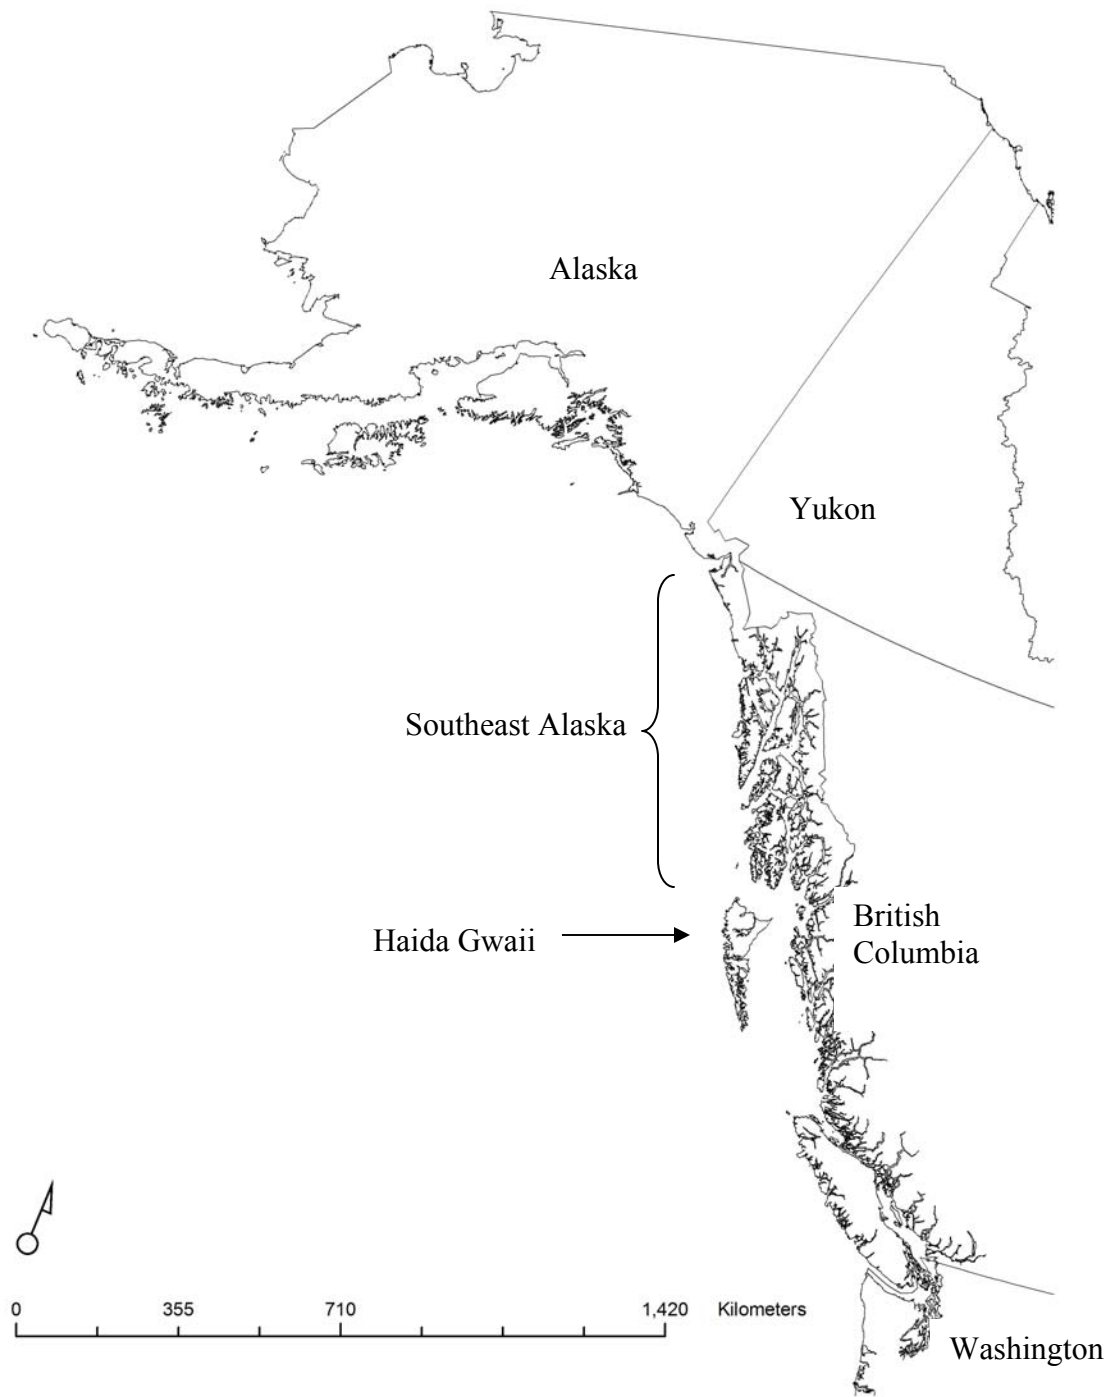 Alaska
Yukon
Southeast Alaska
Haida Gwaii
British
Columbia
0 355 710 1,420 Kilometers
Washington